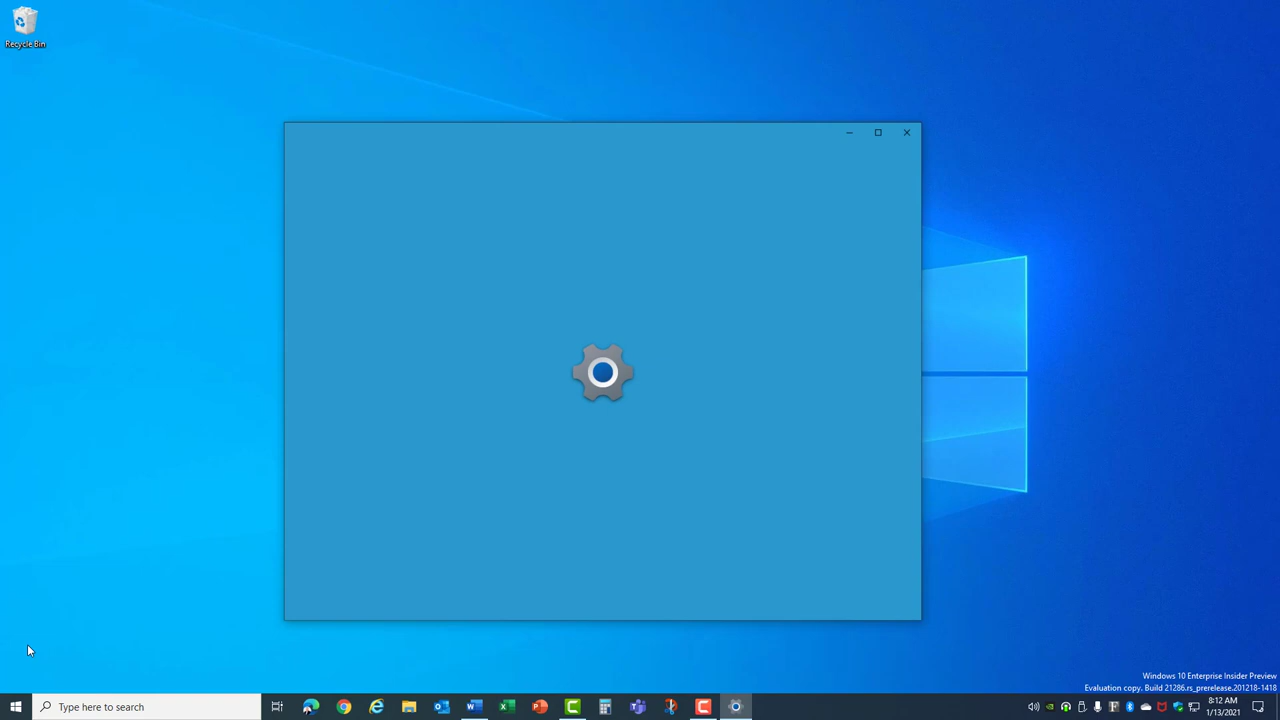 Recycle Bin
Windows 10 Enterprise Insider Preview
Evaluation copy. Build 21286.rs_prerelease.201218-1418
Type here to search
8:12 AM
1/13/2021